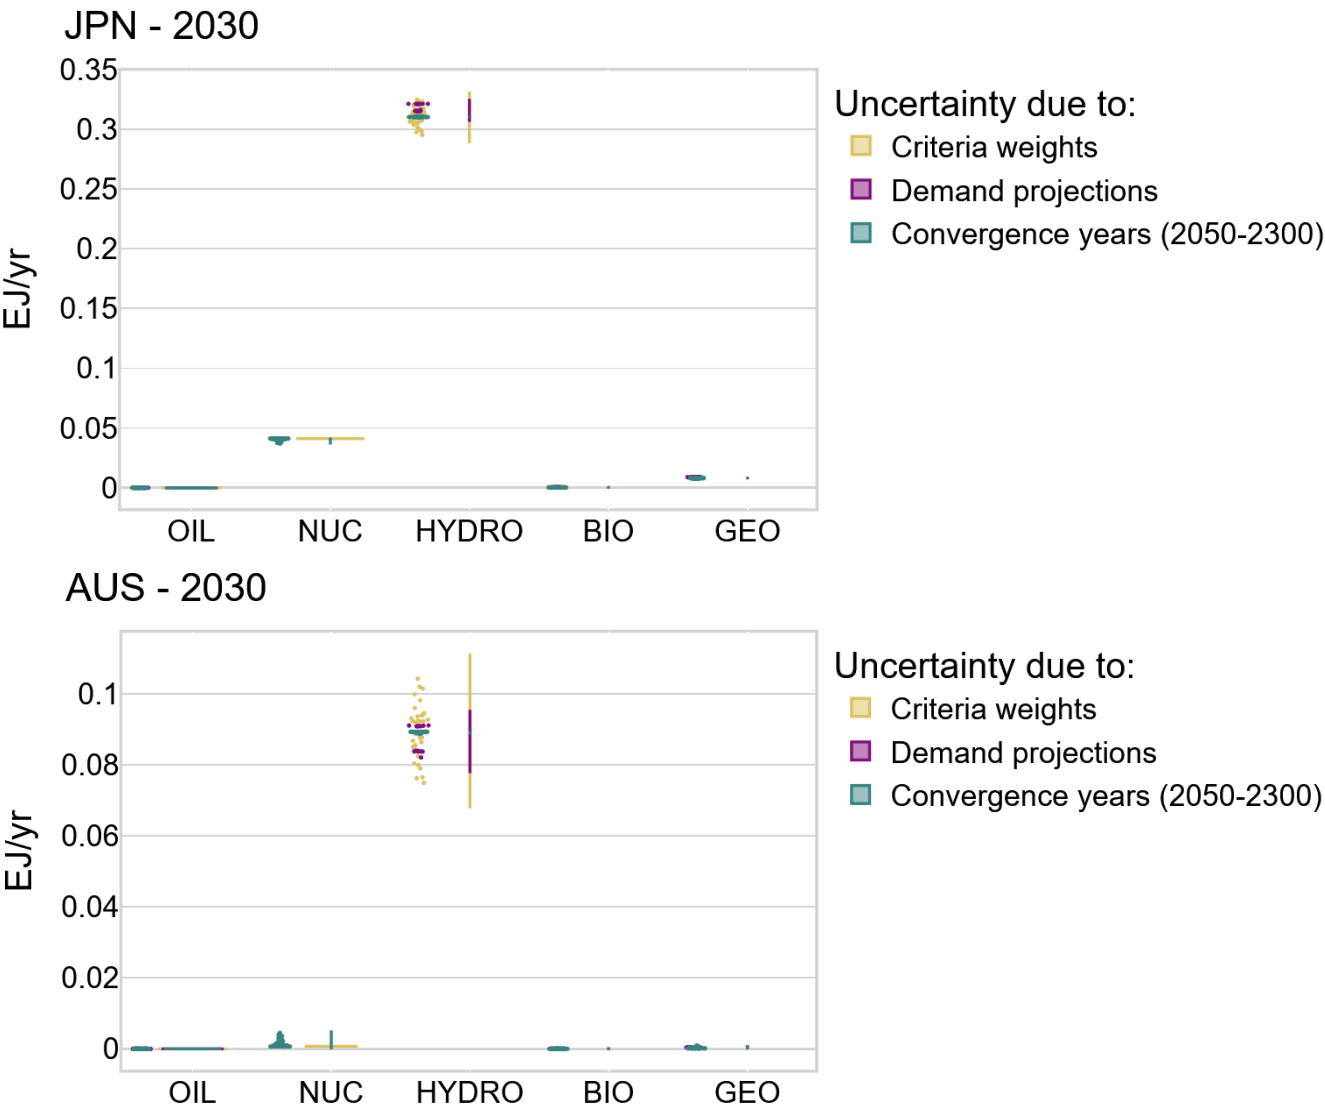 JPN - 2030
0.35
0.3
0.25
0.2
0.15
0.1
0.05
0
EJ/yr
OIL NUC HYDRO BIO GEO
Uncertainty due to:
Criteria weights
Demand projections
Convergence years (2050-2300)
AUS - 2030
0.1
0.08
0.06
0.04
0.02
0
EJ/yr
OIL NUC HYDRO BIO GEO
Uncertainty due to:
Criteria weights
Demand projections
Convergence years (2050-2300)